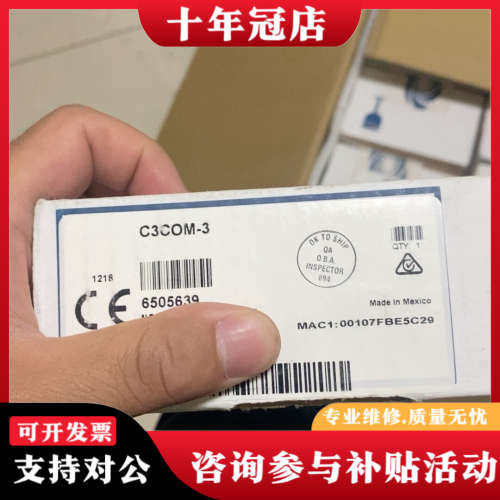 十年冠店
C3COM-3
OK TO SHIP
QA
O.B.A.
INSPECTOR
094
QTY: 1
1218
CE
6505639
Made in Mexico
MAC1:00107FBE5C29
专业维修.质量无忧
可开发票
支持对公
咨询参与补贴活动